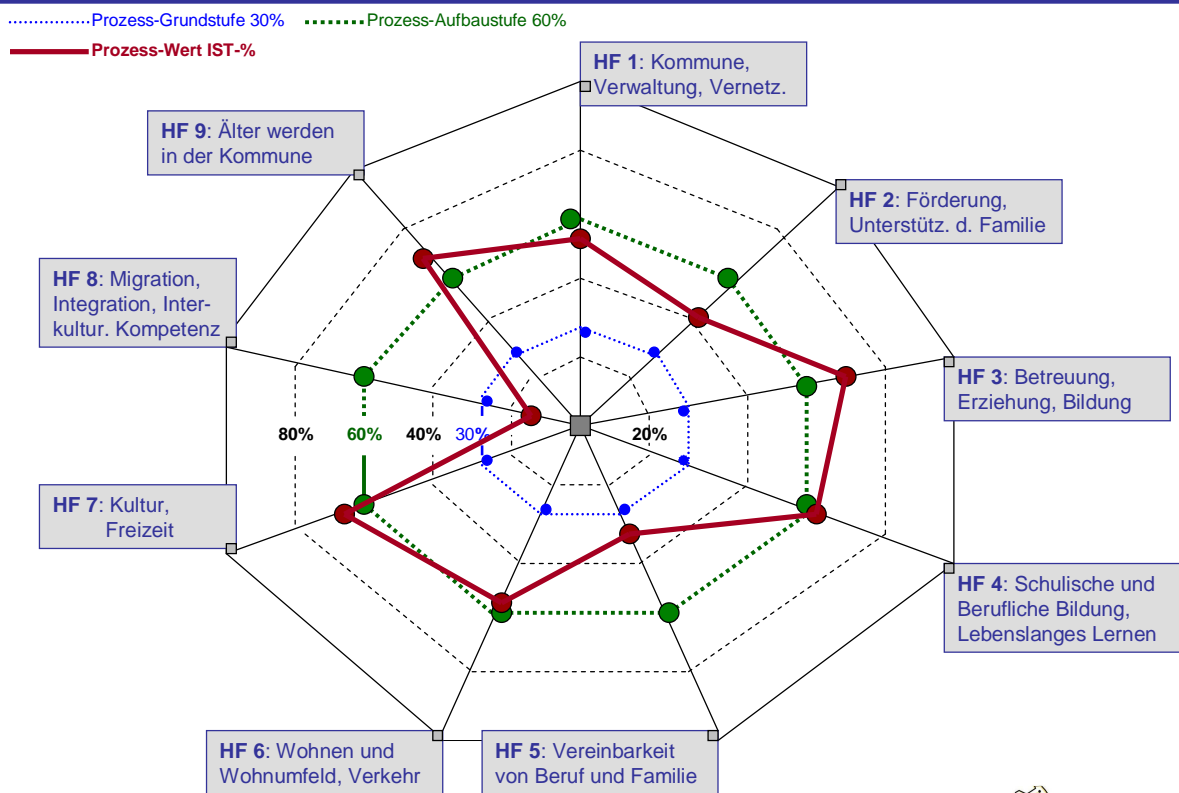 Prozess-Grundstufe 30%
Prozess-Aufbaustufe 60%
Prozess-Wert IST-%
HF 1: Kommune,
Verwaltung, Vernetz.
HF 9: Älter werden
in der Kommune
HF 2: Förderung,
Unterstütz. d. Familie
HF 8: Migration,
Integration, Inter-
kultur. Kompetenz
HF 3: Betreuung,
Erziehung, Bildung
80%
60%
40%
30%
20%
HF 7: Kultur,
Freizeit
HF 4: Schulische und
Berufliche Bildung,
Lebenslanges Lernen
HF 6: Wohnen und
Wohnumfeld, Verkehr
HF 5: Vereinbarkeit
von Beruf und Familie